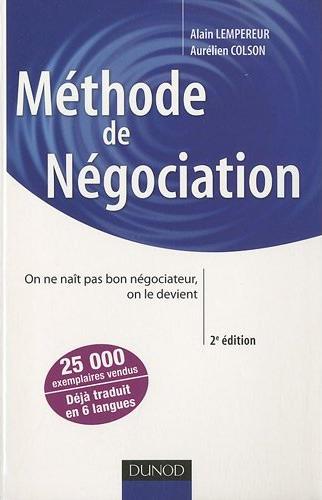 Alain LEMPEREUR
Aurélien COLSON
Méthode
de
Négociation
On ne naît pas bon négociateur,
on le devient
2e édition
25 000
exemplaires vendus
Déjà traduit
en 6 langues
DUNOD